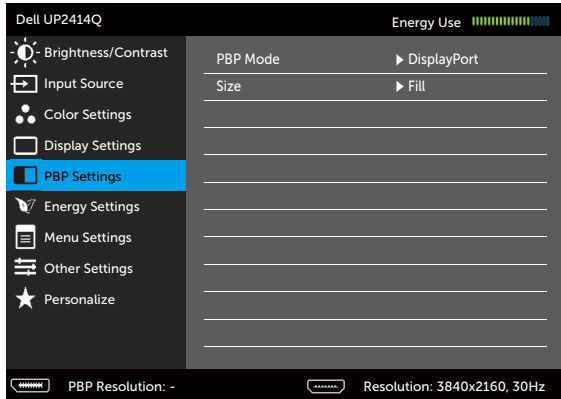 Dell UP2414Q Energy Use
Brightness/Contrast
PBP Mode DisplayPort
Input Source
Size Fill
Color Settings
Display Settings
PBP Settings
Energy Settings
Menu Settings
Other Settings
Personalize
PBP Resolution: - Resolution: 3840x2160, 30Hz